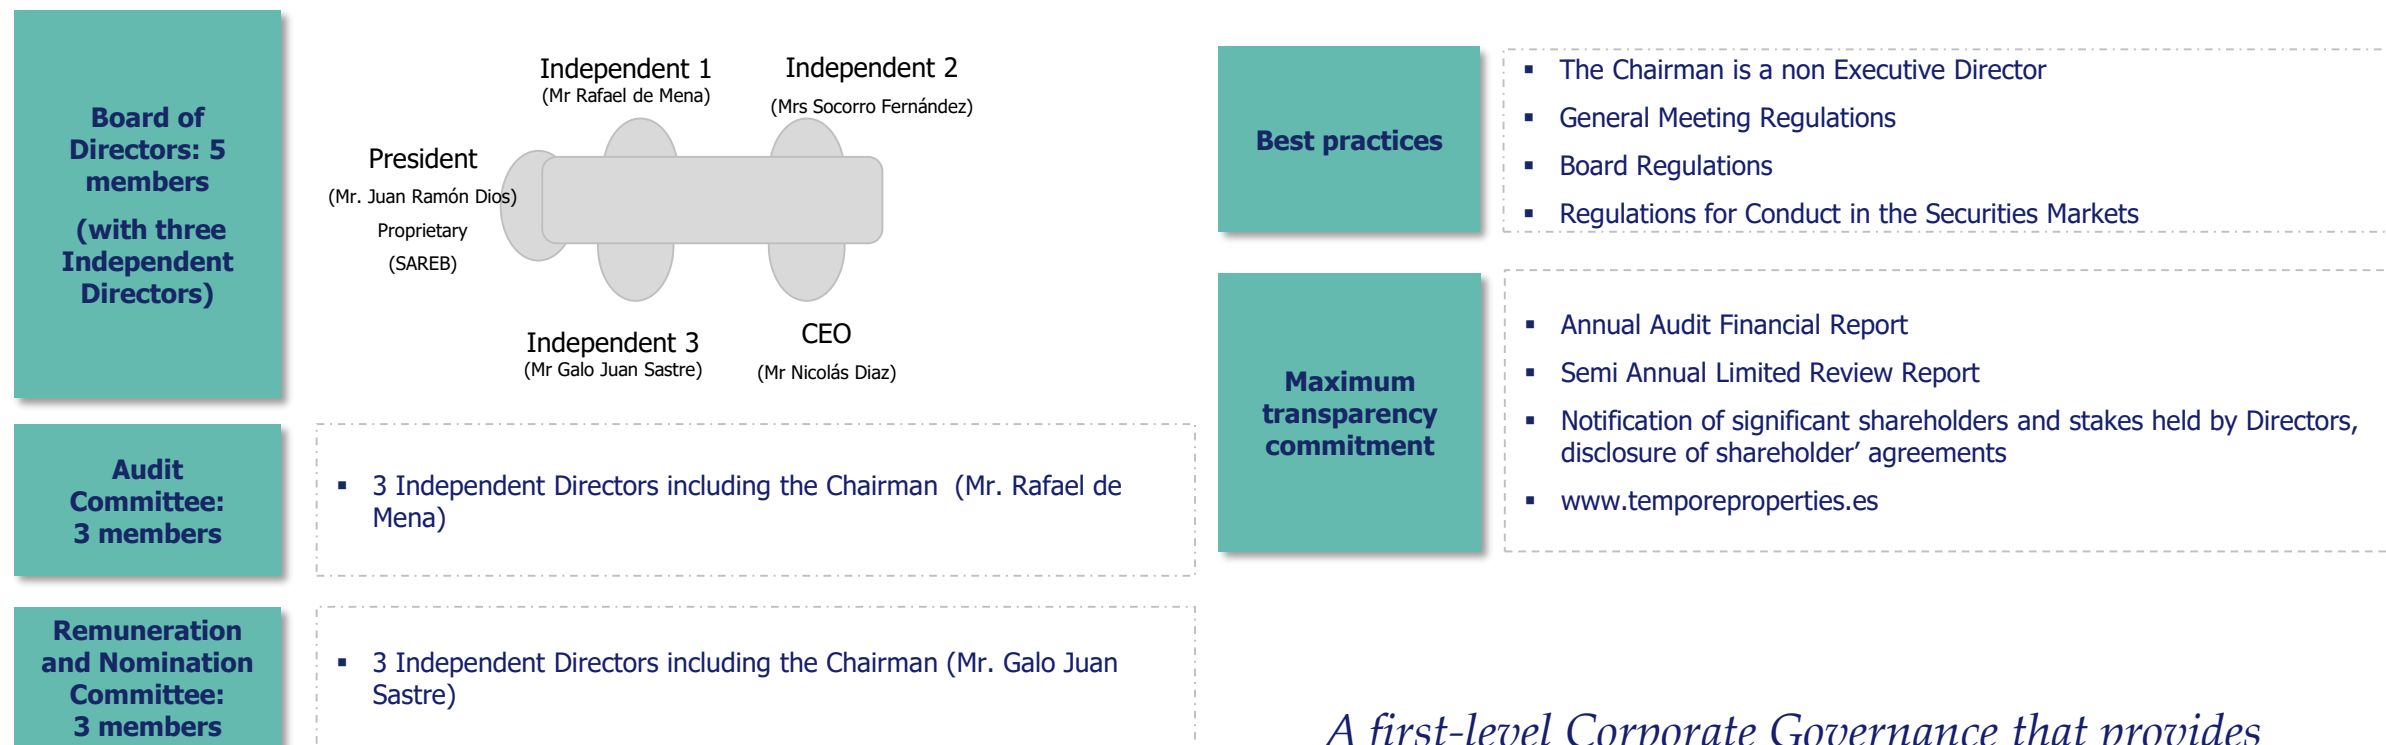 Board of
Directors: 5
members
(with three
Independent
Directors)
Independent 1
(Mr Rafael de Mena)
Independent 2
(Mrs Socorro Fernández)
President
(Mr. Juan Ramón Dios)
Proprietary
(SAREB)
Independent 3
(Mr Galo Juan Sastre)
CEO
(Mr Nicolás Diaz)
Audit
Committee:
3 members
▪ 3 Independent Directors including the Chairman (Mr. Rafael de
Mena)
Remuneration
and Nomination
Committee:
3 members
▪ 3 Independent Directors including the Chairman (Mr. Galo Juan
Sastre)
Best practices
▪ The Chairman is a non Executive Director
▪ General Meeting Regulations
▪ Board Regulations
▪ Regulations for Conduct in the Securities Markets
Maximum
transparency
commitment
▪ Annual Audit Financial Report
▪ Semi Annual Limited Review Report
▪ Notification of significant shareholders and stakes held by Directors,
disclosure of shareholder’ agreements
▪ www.temporeproperties.es
A first-level Corporate Governance that provides